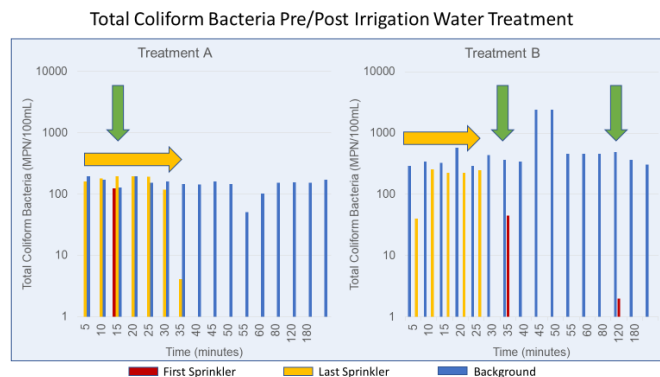 Total Coliform Bacteria Pre/Post Irrigation Water Treatment
Treatment A
Total Coliform Bacteria (MPN/100mL)
10000
1000
100
10
1
5 10 15 20 25 30 35 40 45 50 55 60 80 120 180
Time (minutes)
Treatment B
Total Coliform Bacteria (MPN/100mL)
10000
1000
100
10
1
5 10 15 20 25 30 35 40 45 50 55 60 80 120 180
Time (minutes)
First Sprinkler Last Sprinkler Background